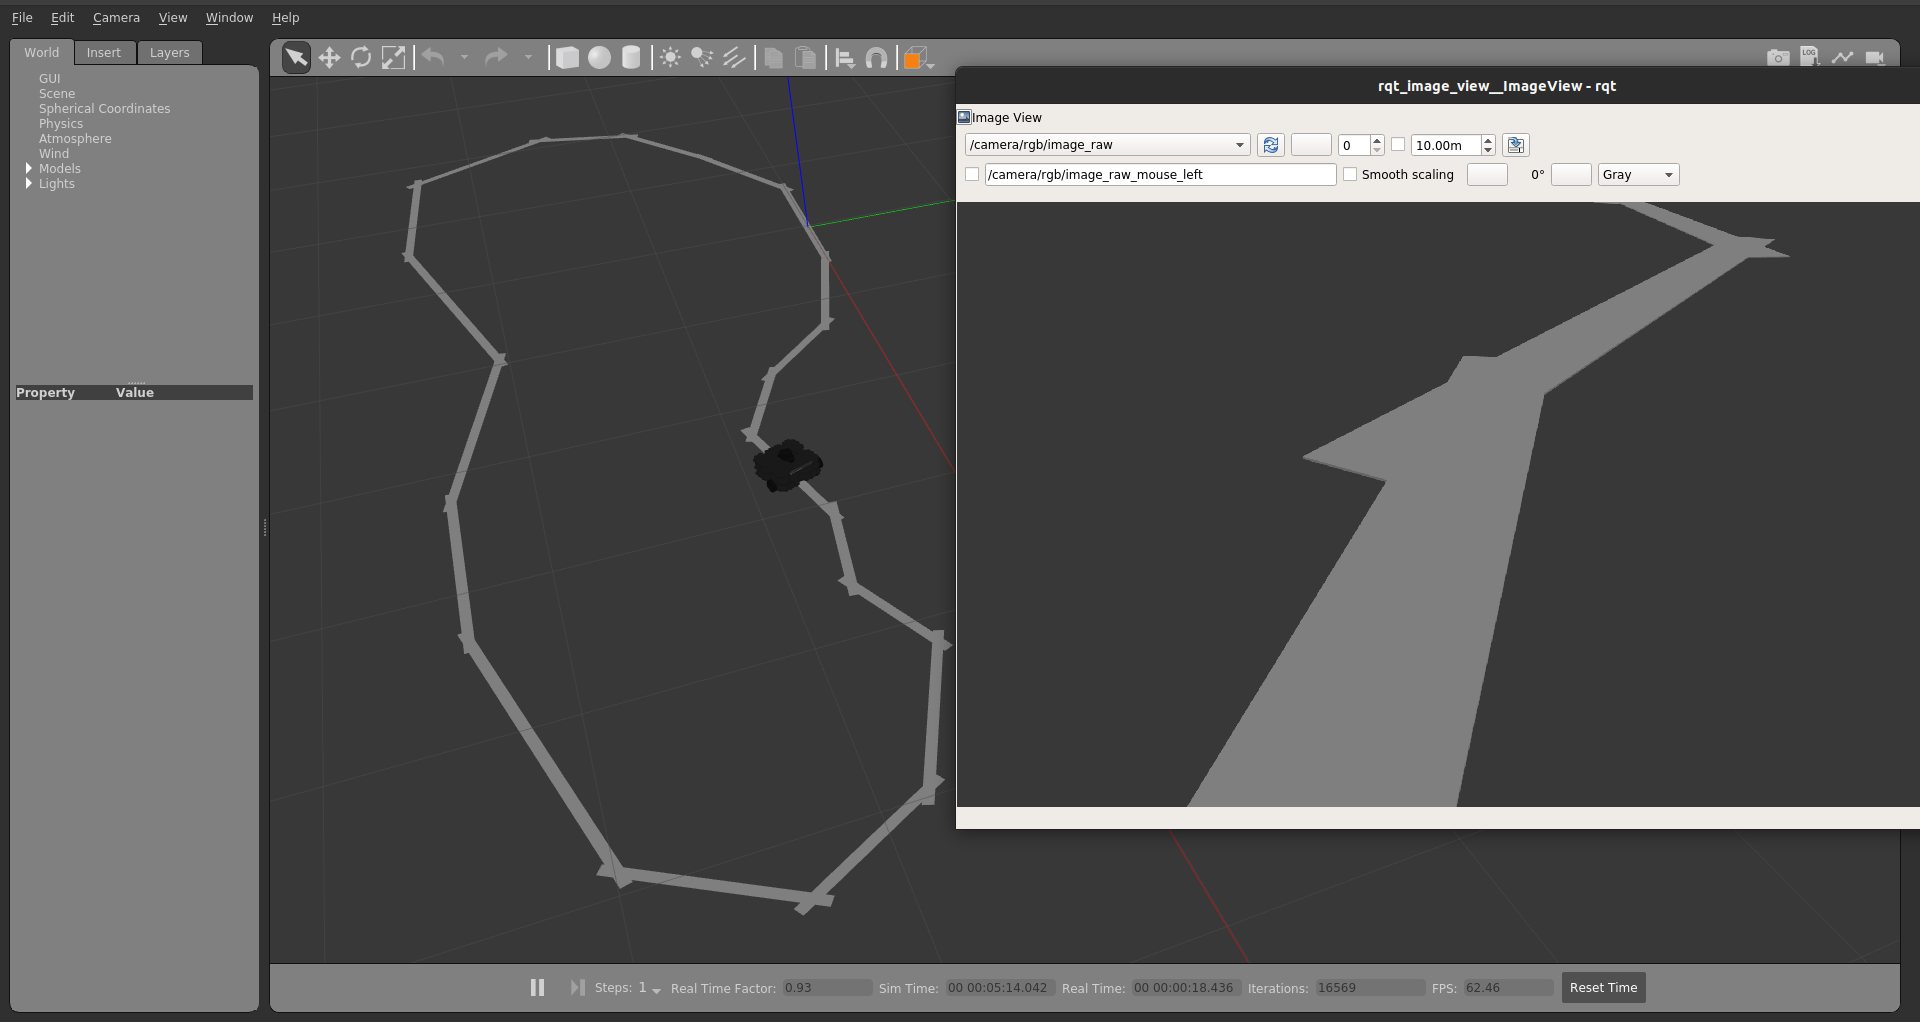 File Edit Camera View Window Help
World Insert Layers
GUI
Scene
Spherical Coordinates
Physics
Atmosphere
Wind
Models
Lights
Property Value
LOG
rqt_image_view__ImageView - rqt
Image View
/camera/rgb/image_raw 0 10.00m
/camera/rgb/image_raw_mouse_left Smooth scaling 0° Gray
Steps: 1 Real Time Factor: 0.93 Sim Time: 00 00:05:14.042 Real Time: 00 00:00:18.436 Iterations: 16569 FPS: 62.46 Reset Time